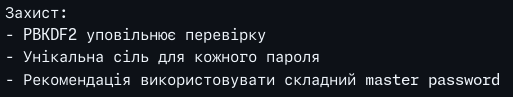 Захист:
- PBKDF2 уповільнює перевірку
- Унікальна сіль для кожного пароля
- Рекомендація використовувати складний master password